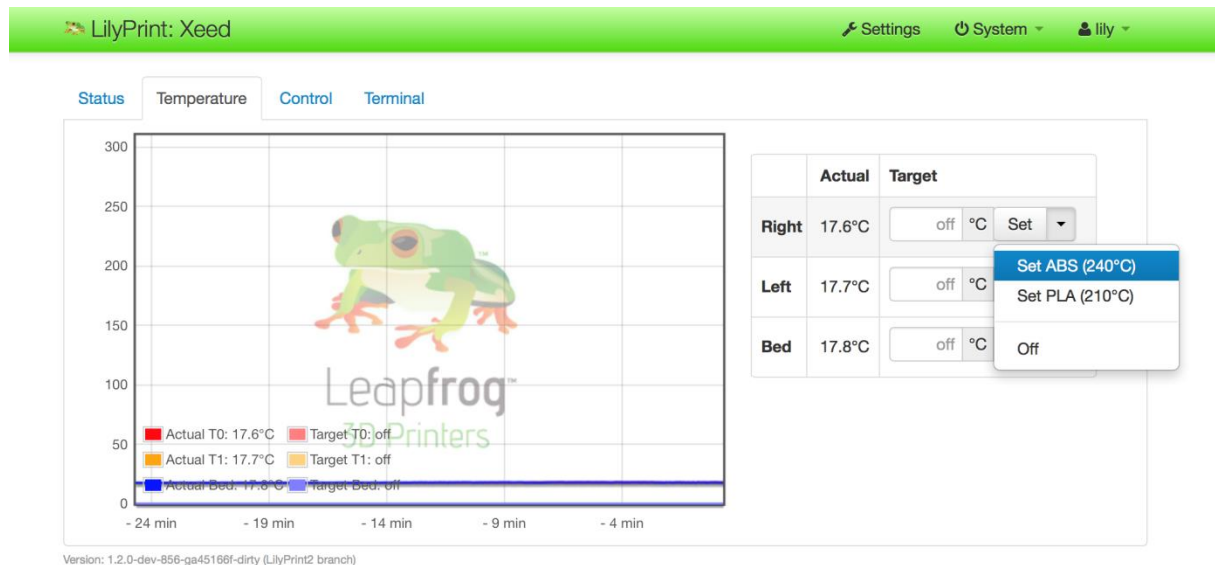 LilyPrint: Xeed Settings System lily
Status Temperature Control Terminal
300
250
200
150
100
50
0
Leapfrog™
3D Printers
Actual T0: 17.6°C Target T0: off
Actual T1: 17.7°C Target T1: off
Actual Bed: 17.8°C Target Bed: off
- 24 min - 19 min - 14 min - 9 min - 4 min
Actual Target
Right 17.6°C off °C Set
Set ABS (240°C)
Left 17.7°C off °C
Set PLA (210°C)
Bed 17.8°C off °C
Off
Version: 1.2.0-dev-856-ga45166f-dirty (LilyPrint2 branch)